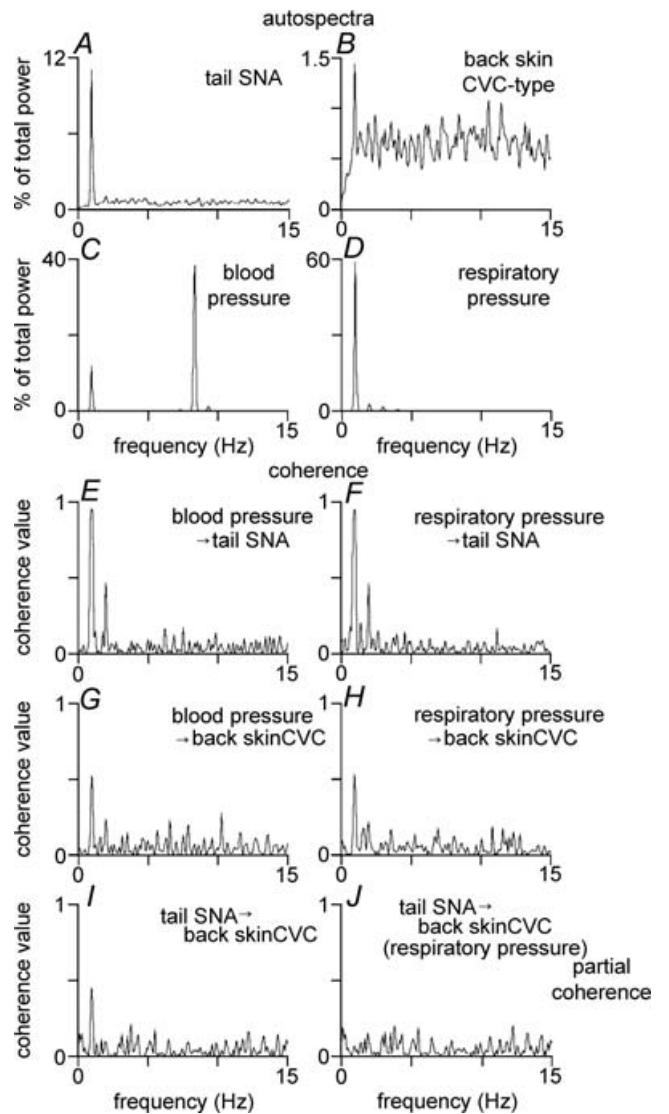 autospectra
A
B
12
tail SNA
1.5
back skin
CVC-type
% of total power
0
0
0
15
0
15
C
D
40
blood
pressure
60
respiratory
pressure
% of total power
0
0
0
15
0
15
frequency (Hz)
frequency (Hz)
coherence
E
F
1
blood pressure
→tail SNA
1
respiratory pressure
→tail SNA
coherence value
0
0
0
15
0
15
G
H
1
blood pressure
→back skinCVC
1
respiratory pressure
→back skinCVC
coherence value
0
0
0
15
0
15
I
J
1
tail SNA→
back skinCVC
1
tail SNA→
back skinCVC
(respiratory pressure)
partial
coherence
coherence value
0
0
0
15
0
15
frequency (Hz)
frequency (Hz)